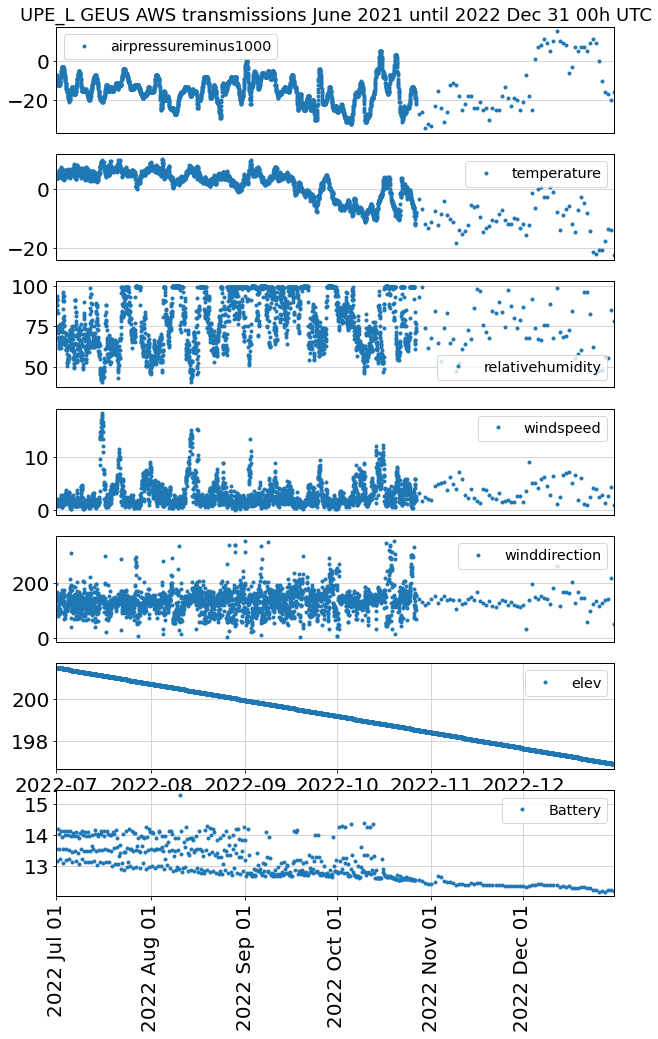 UPE_L GEUS AWS transmissions June 2021 until 2022 Dec 31 00h UTC
airpressureminus1000
0
−20
temperature
0
−20
relativehumidity
100
75
50
windspeed
10
0
winddirection
200
0
elev
200
198
2022-07 2022-08 2022-09 2022-10 2022-11 2022-12
Battery
15
14
13
2022 Jul 01
2022 Aug 01
2022 Sep 01
2022 Oct 01
2022 Nov 01
2022 Dec 01